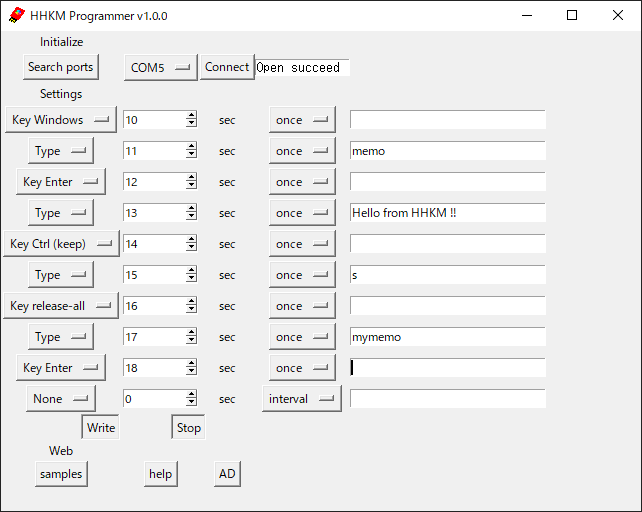 HHKM Programmer v1.0.0
Initialize
Search ports COM5 Connect Open succeed
Settings
Key Windows 10 sec once
Type 11 sec once memo
Key Enter 12 sec once
Type 13 sec once Hello from HHKM !!
Key Ctrl (keep) 14 sec once
Type 15 sec once s
Key release-all 16 sec once
Type 17 sec once mymemo
Key Enter 18 sec once
None 0 sec interval
Write Stop
Web
samples help AD